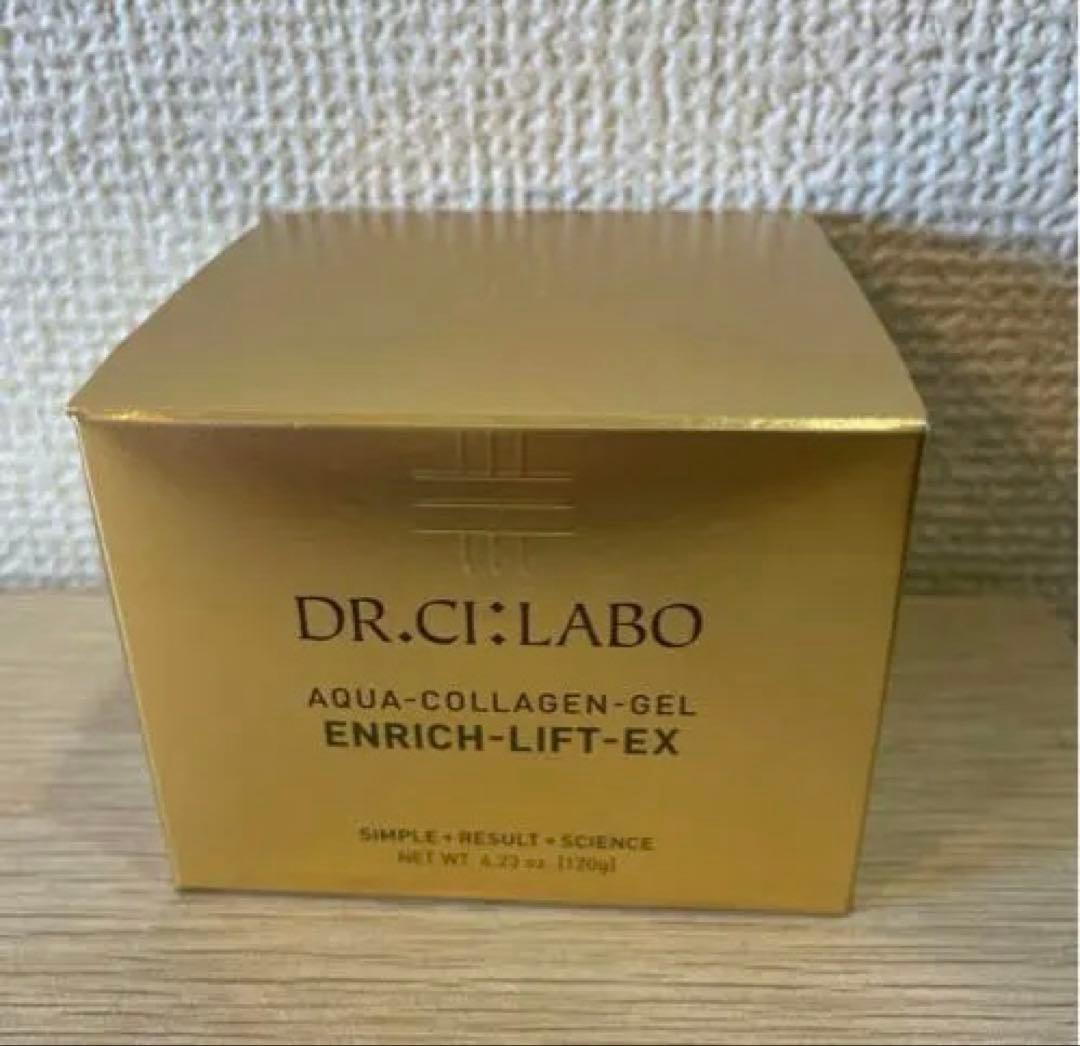 DR.CI:LABO
AQUA-COLLAGEN-GEL
ENRICH-LIFT-EX
SIMPLE + RESULT + SCIENCE
NET WT. 4.23 oz. [120g]